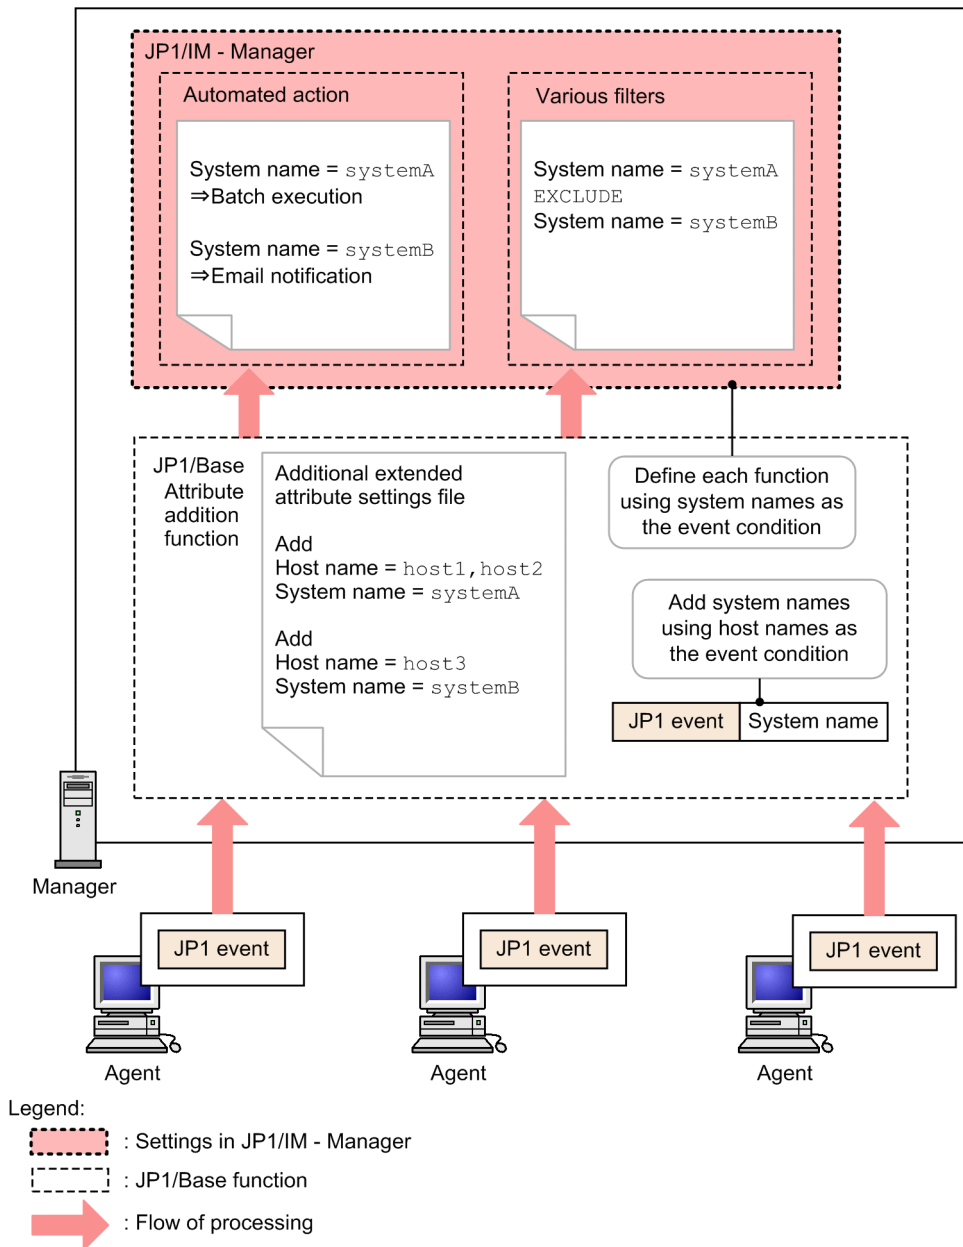 JP1/IM - Manager
Automated action
System name = systemA
⇒Batch execution
System name = systemB
⇒Email notification
Various filters
System name = systemA
EXCLUDE
System name = systemB
JP1/Base
Attribute
addition
function
Additional extended
attribute settings file
Add
Host name = host1,host2
System name = systemA
Add
Host name = host3
System name = systemB
Define each function
using system names as
the event condition
Add system names
using host names as
the event condition
JP1 event
System name
Manager
JP1 event
JP1 event
JP1 event
Agent
Agent
Agent
Legend:
: Settings in JP1/IM - Manager
: JP1/Base function
: Flow of processing